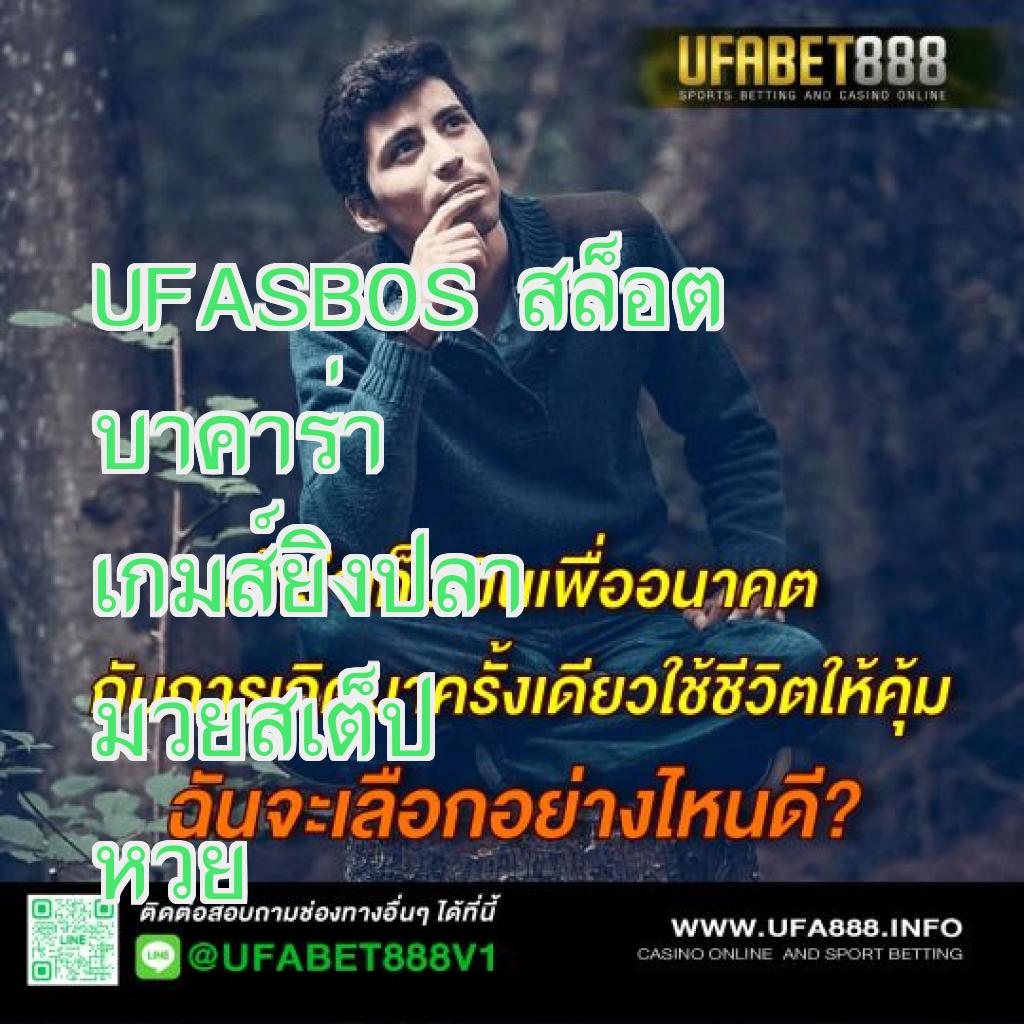 UFABET888
SPORTS BETTING AND CASINO ONLINE
UFASBOS สล็อต
บาคาร่า
เกมส์ยิงปลา
เพื่ออนาคต
มวยสเต็ป
ครั้งเดียวใช้ชีวิตให้คุ้ม
ฉันจะเลือกอย่างไหนดี?
หวย
ติดต่อสอบถามช่องทางอื่นๆ ได้ที่นี้
LINE
LINE
@UFABET888V1
WWW.UFA888.INFO
CASINO ONLINE AND SPORT BETTING